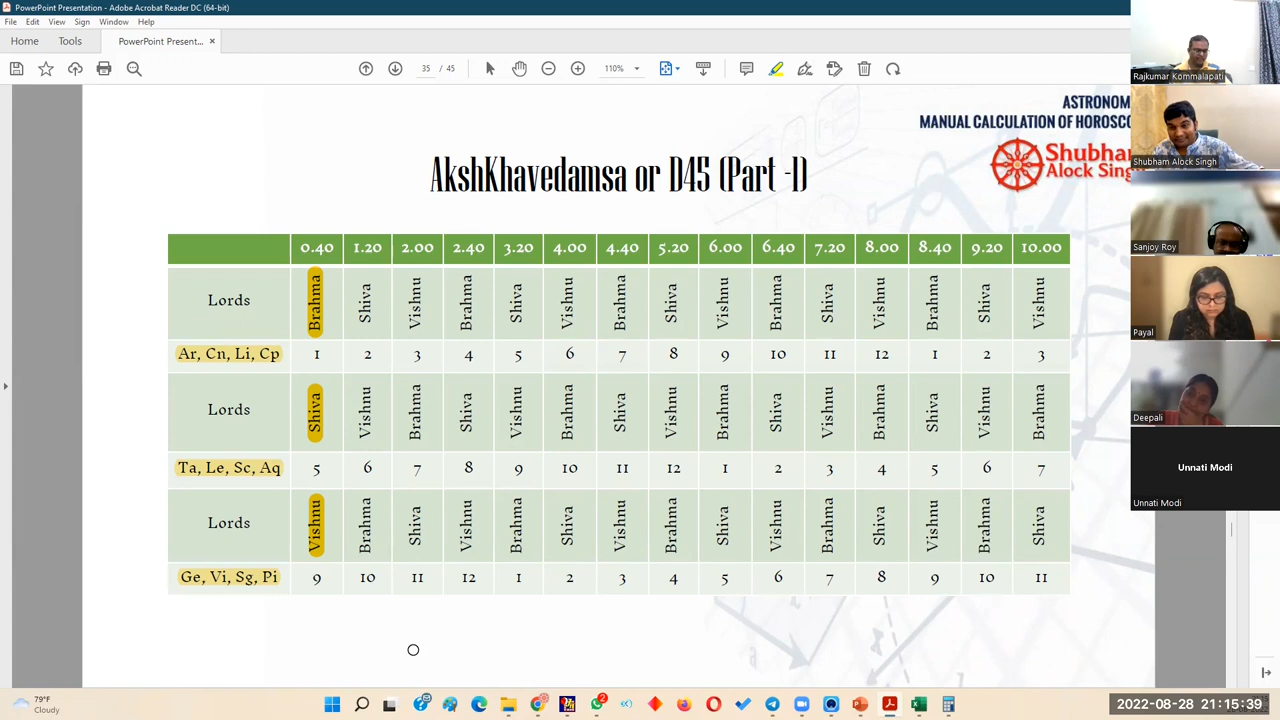 PowerPoint Presentation - Adobe Acrobat Reader DC (64-bit)
File Edit View Sign Window Help
Home Tools PowerPoint Present... ×
35 / 45 110%
ASTRONOM
MANUAL CALCULATION OF HOROSC
Shubham
Alock Sing
AkshKhavedamsa or D45 (Part -I)
0.40 1.20 2.00 2.40 3.20 4.00 4.40 5.20 6.00 6.40 7.20 8.00 8.40 9.20 10.00
Lords Brahma Shiva Vishnu Brahma Shiva Vishnu Brahma Shiva Vishnu Brahma Shiva Vishnu Brahma Shiva Vishnu
Ar, Cn, Li, Cp 1 2 3 4 5 6 7 8 9 10 11 12 1 2 3
Lords Shiva Vishnu Brahma Shiva Vishnu Brahma Shiva Vishnu Brahma Shiva Vishnu Brahma Shiva Vishnu Brahma
Ta, Le, Sc, Aq 5 6 7 8 9 10 11 12 1 2 3 4 5 6 7
Lords Vishnu Brahma Shiva Vishnu Brahma Shiva Vishnu Brahma Shiva Vishnu Brahma Shiva Vishnu Brahma Shiva
Ge, Vi, Sg, Pi 9 10 11 12 1 2 3 4 5 6 7 8 9 10 11
Rajkumar Kommalapati
Shubham Alock Singh
Sanjoy Roy
Payal
Deepali
Unnati Modi
Unnati Modi
79°F
Cloudy
2
2022-08-28 21:15:39